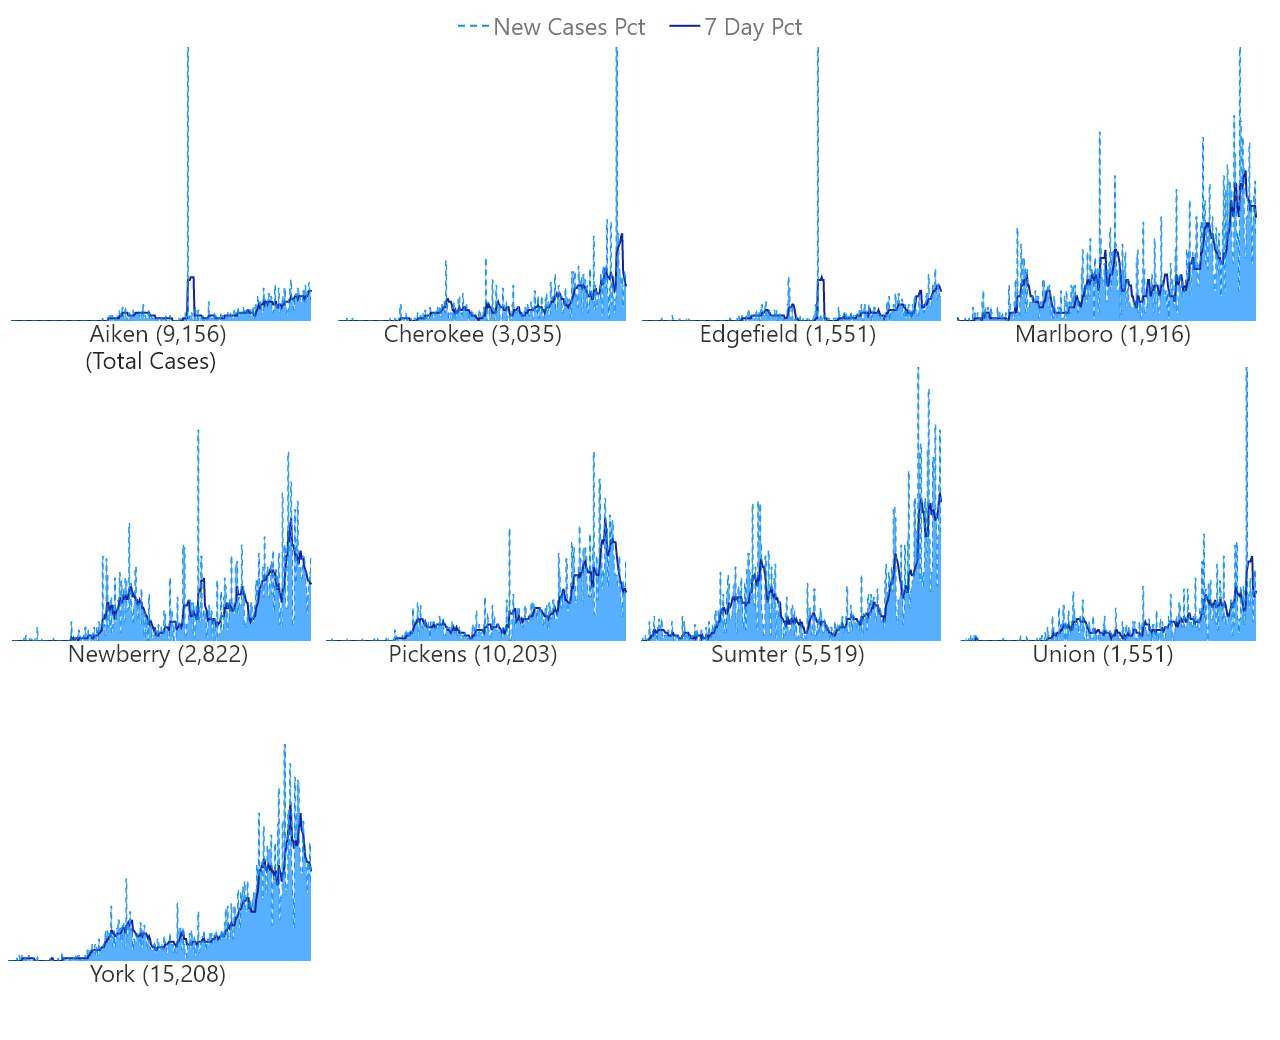 New Cases Pct 7 Day Pct
Aiken (9,156) Cherokee (3,035) Edgefield (1,551) Marlboro (1,916)
(Total Cases)
Newberry (2,822) Pickens (10,203) Sumter (5,519) Union (1,551)
York (15,208)